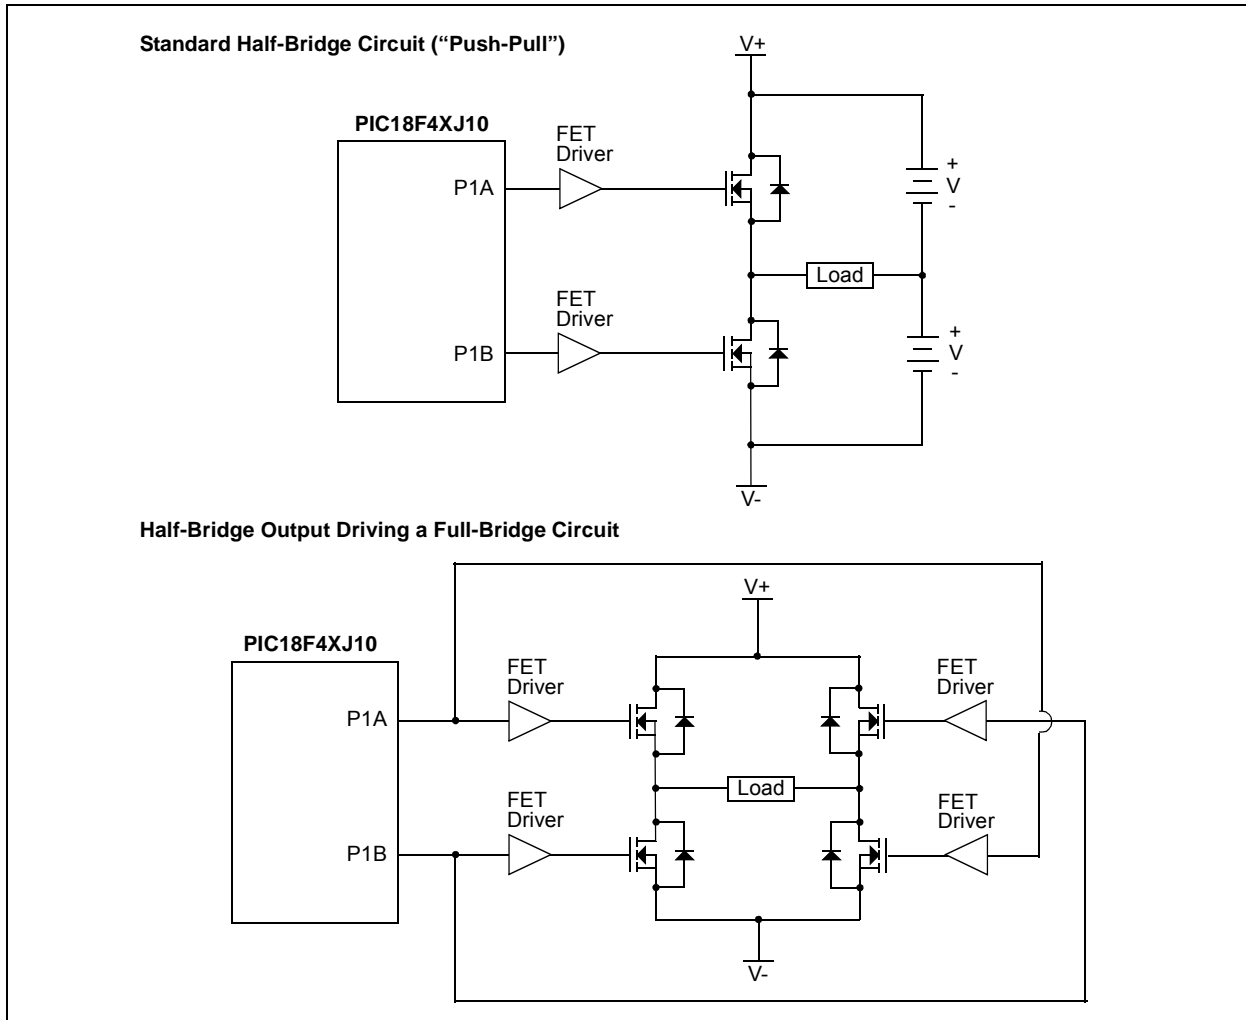 Standard Half-Bridge Circuit (“Push-Pull”)
V+
PIC18F4XJ10
FET
Driver
P1A
+
V
-
Load
FET
Driver
P1B
+
V
-
V-
Half-Bridge Output Driving a Full-Bridge Circuit
V+
PIC18F4XJ10
FET
Driver
FET
Driver
P1A
Load
FET
Driver
FET
Driver
P1B
V-